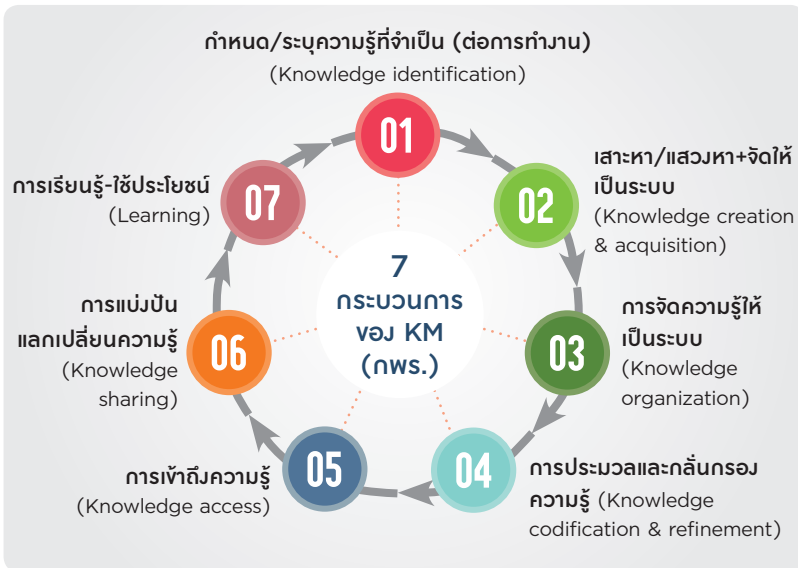 กำหนด/ระบุความรู้ที่จำเป็น (ต่อการทำงาน)
(Knowledge identification)
01
เสาะหา/แสวงหา+จัดให้
เป็นระบบ
(Knowledge creation
& acquisition)
02
การจัดความรู้ให้
เป็นระบบ
(Knowledge
organization)
03
การประมวลและกลั่นกรอง
ความรู้ (Knowledge
codification & refinement)
04
การเข้าถึงความรู้
(Knowledge access)
05
การแบ่งปัน
แลกเปลี่ยนความรู้
(Knowledge
sharing)
06
การเรียนรู้-ใช้ประโยชน์
(Learning)
07
7
กระบวนการ
ของ KM
(กพร.)